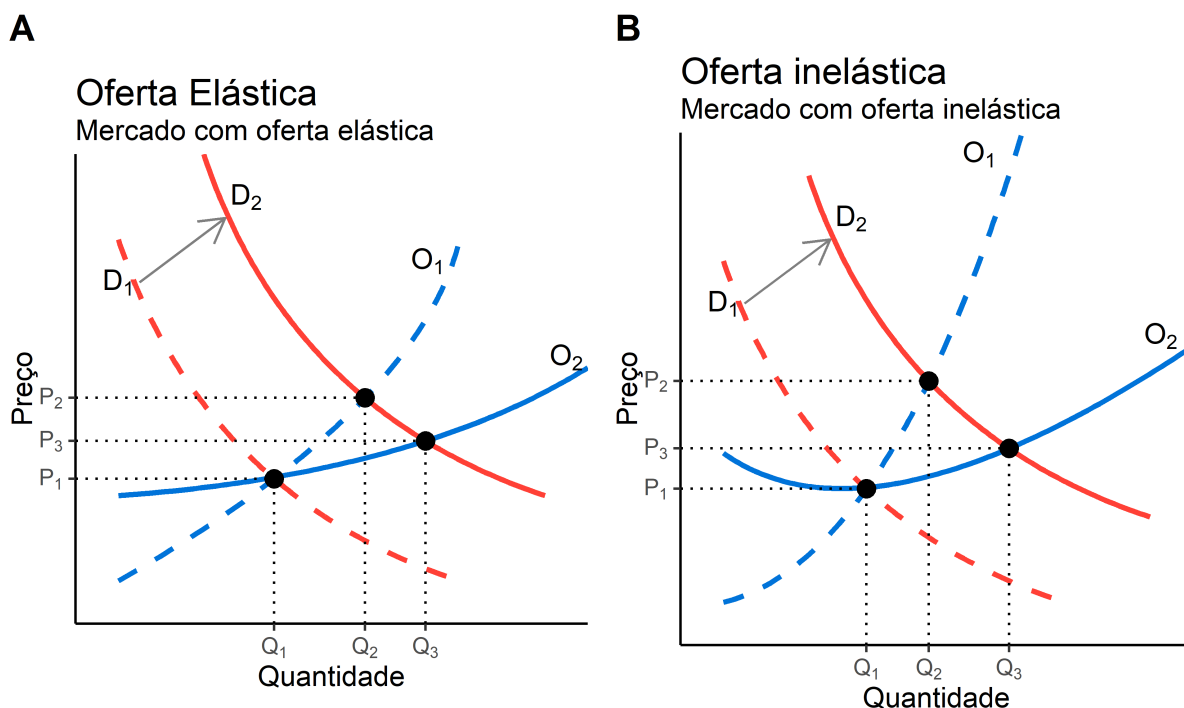 A
Oferta Elástica
Mercado com oferta elástica
D₂
D₁
O₁
O₂
Preço
P₂
P₃
P₁
Q₁ Q₂ Q₃
Quantidade
B
Oferta inelástica
Mercado com oferta inelástica
O₁
D₂
D₁
O₂
Preço
P₂
P₃
P₁
Q₁ Q₂ Q₃
Quantidade